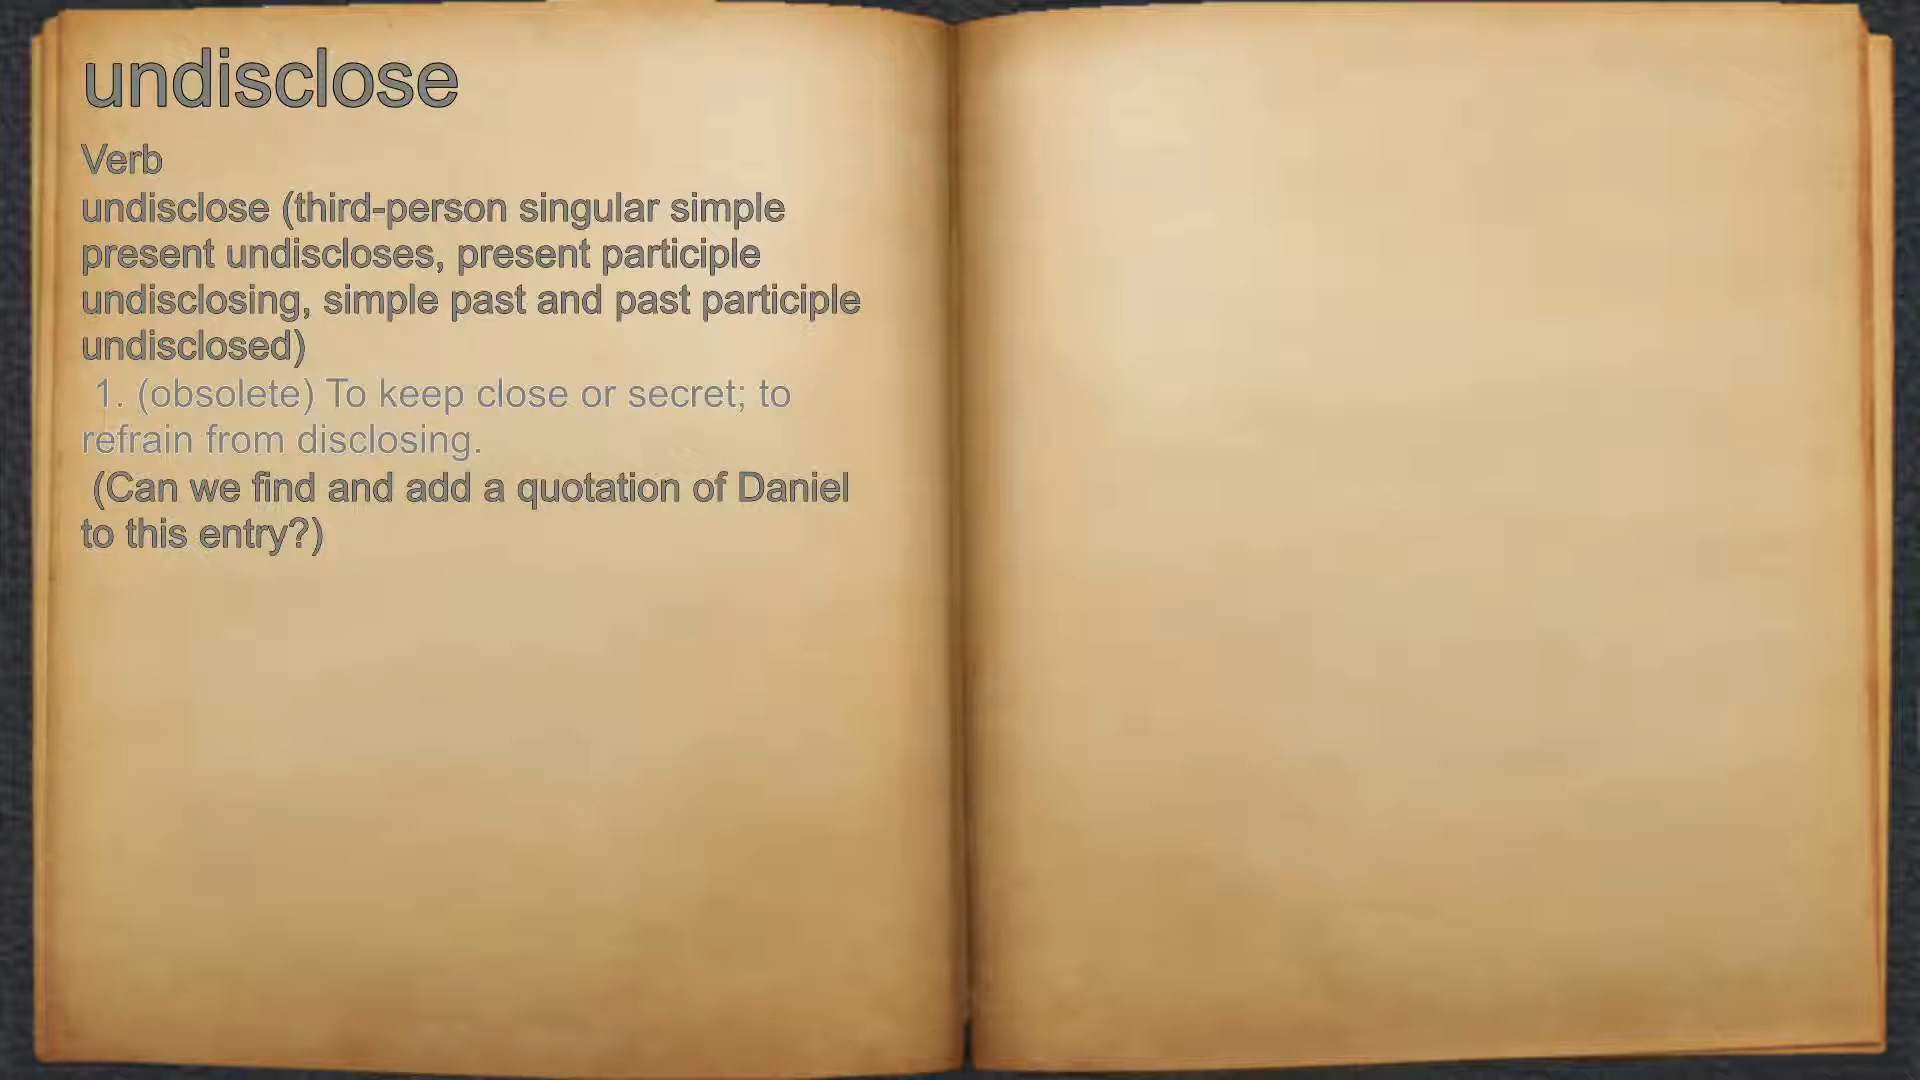 undisclose
Verb
undisclose (third-person singular simple
present undiscloses, present participle
undisclosing, simple past and past participle
undisclosed)
1. (obsolete) To keep close or secret; to
refrain from disclosing.
(Can we find and add a quotation of Daniel
to this entry?)